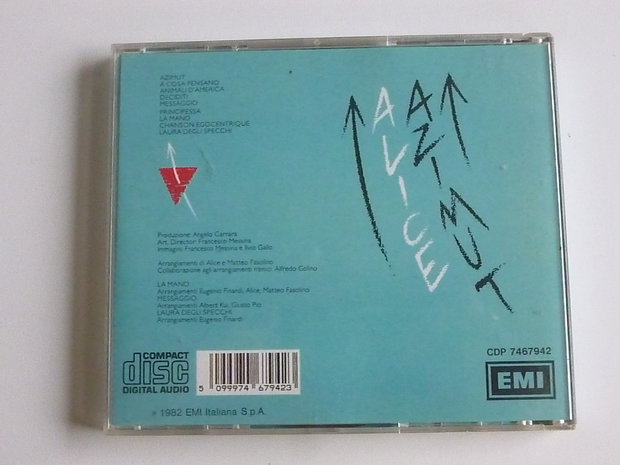 AZIMUT
A COSA PENSANO
ANIMALI D'AMERICA
DECIDITI
MESSAGGIO
PRINCIPESSA
LA MANO
CHANSON EGOCENTRIQUE
LAURA DEGLI SPECCHI
ALICE
AZIMUT
Produzione: Angelo Carrara
Art. Director: Francesco Messina
Immagini: Francesco Messina e Ilvio Gallo
Arrangiamenti di Alice e Matteo Fasolino
Collaborazione agli arrangiamenti ritmici: Alfredo Golino
LA MANO
Arrangiamenti: Eugenio Finardi, Alice, Matteo Fasolino
MESSAGGIO
Arrangiamenti: Albert Kui, Giusto Pio
LAURA DEGLI SPECCHI
Arrangiamenti: Eugenio Finardi
COMPACT
disc
DIGITAL AUDIO
5 099974 679423
CDP 7467942
EMI
℗ 1982 EMI Italiana S.p.A.